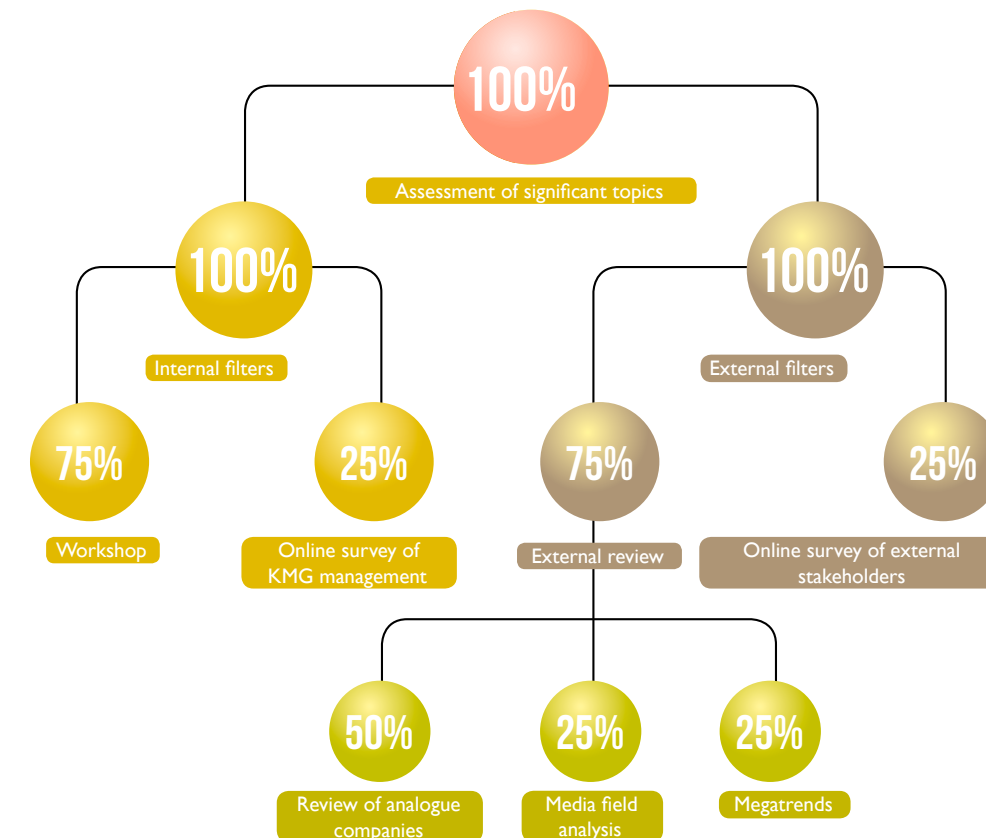 100%
Assessment of significant topics
100%
100%
Internal filters
External filters
75%
25%
75%
25%
Workshop
Online survey of
KMG management
External review
Online survey of external
stakeholders
50%
25%
25%
Review of analogue
companies
Media field
analysis
Megatrends